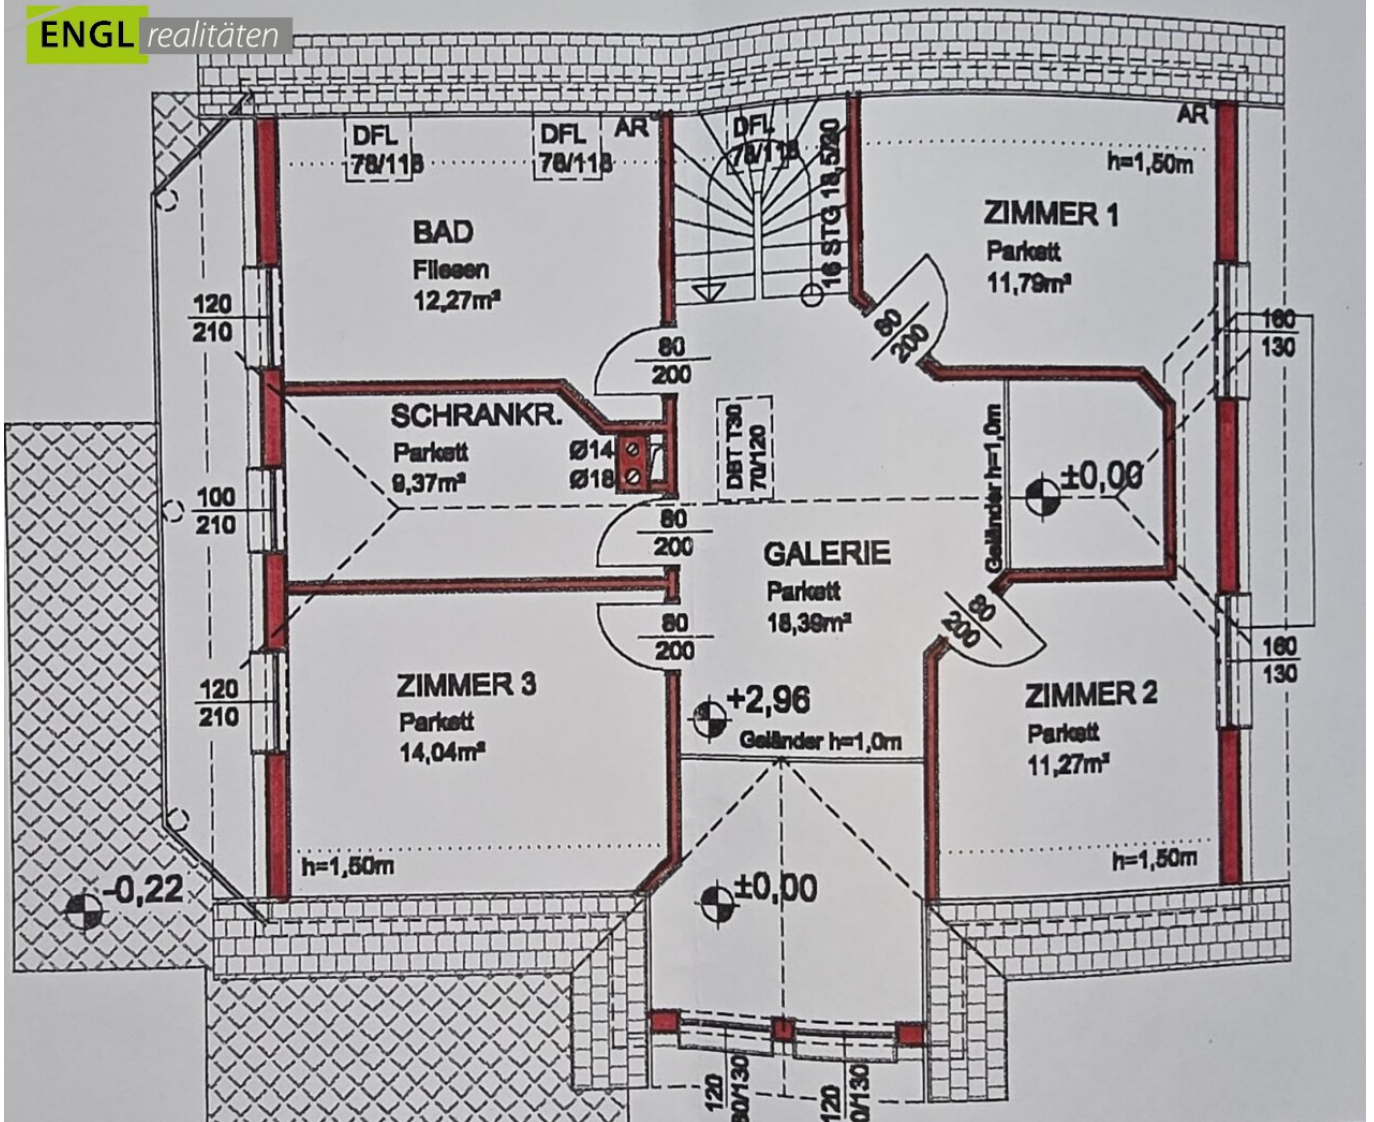 ENGL realitäten
DFL
78/118
DFL
78/118
AR
DFL
78/118
16 STG 18,5/20
AR
h=1,50m
BAD
Fliesen
12,27m²
ZIMMER 1
Parkett
11,79m²
120
210
80
200
80
200
160
130
SCHRANKR.
Parkett
9,37m²
Ø14
Ø18
DBT T30
70/120
Geländer h=1,0m
±0,00
100
210
80
200
GALERIE
Parkett
18,39m²
80
200
80
200
160
130
120
210
ZIMMER 3
Parkett
14,04m²
+2,96
Geländer h=1,0m
ZIMMER 2
Parkett
11,27m²
h=1,50m
h=1,50m
-0,22
±0,00
120
120